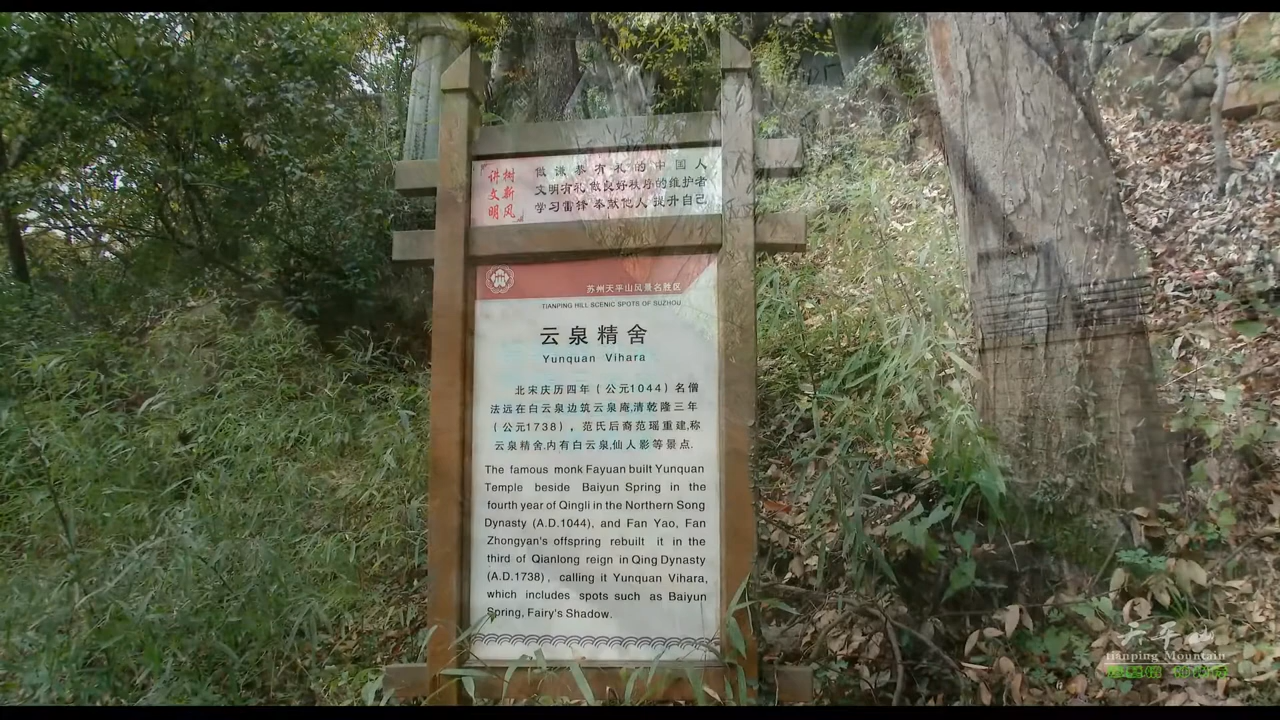 讲文明
树新风
做谦恭有礼的中国人
文明有礼做良好秩序的维护者
学习雷锋 奉献他人 提升自己
苏州天平山风景名胜区
TIANPING HILL SCENIC SPOTS OF SUZHOU
云泉精舍
Yunquan Vihara
北宋庆历四年(公元1044)名僧
法远在白云泉边筑云泉庵,清乾隆三年
(公元1738),范氏后裔范瑶重建,称
云泉精舍,内有白云泉,仙人影等景点.
The famous monk Fayuan built Yunquan
Temple beside Baiyun Spring in the
fourth year of Qingli in the Northern Song
Dynasty (A.D.1044), and Fan Yao, Fan
Zhongyan's offspring rebuilt it in the
third of Qianlong reign in Qing Dynasty
(A.D.1738), calling it Yunquan Vihara,
which includes spots such as Baiyun
Spring, Fairy's Shadow.
天平山
Tianping Mountain